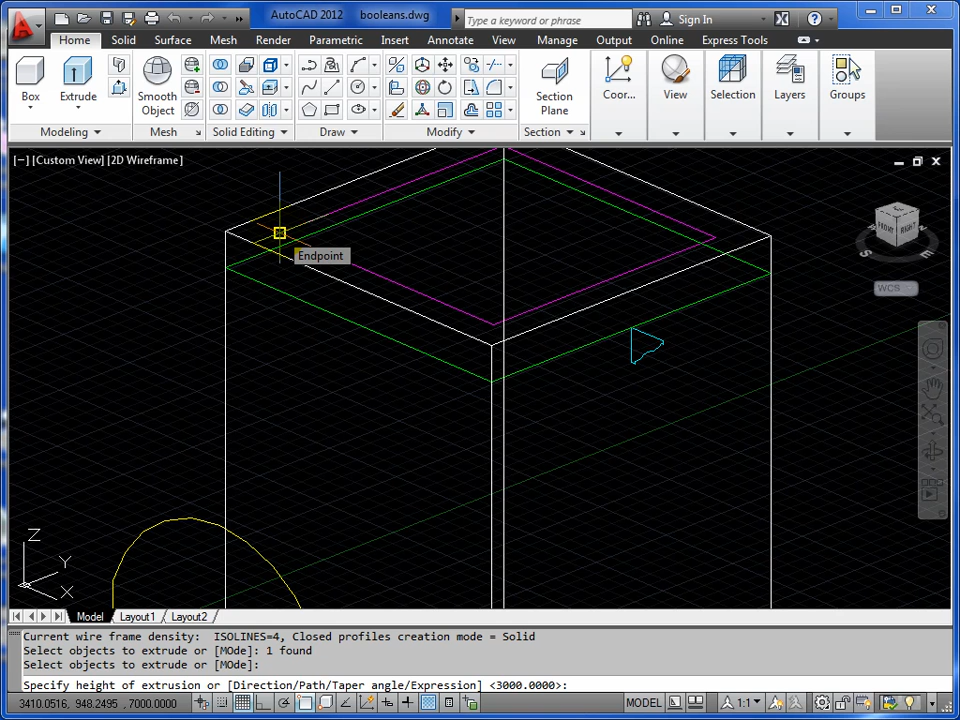 AutoCAD 2012 booleans.dwg
Type a keyword or phrase
Sign In
Home Solid Surface Mesh Render Parametric Insert Annotate View Manage Output Online Express Tools
Box
Extrude
Smooth
Object
Section
Plane
Coor...
View
Selection
Layers
Groups
Modeling
Mesh
Solid Editing
Draw
Modify
Section
[−] [Custom View] [2D Wireframe]
FRONT
RIGHT
S
E
WCS
Endpoint
Z
Y
X
Model Layout1 Layout2
Current wire frame density:  ISOLINES=4, Closed profiles creation mode = Solid
Select objects to extrude or [MOde]: 1 found
Select objects to extrude or [MOde]:
Specify height of extrusion or [Direction/Path/Taper angle/Expression] <3000.0000>:
3410.0516, 948.2495 , 7000.0000
MODEL
1:1